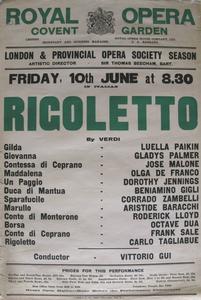 ROYAL OPERA
COVENT GARDEN
LONDON & PROVINCIAL OPERA SOCIETY SEASON
ARTISTIC DIRECTOR - SIR THOMAS BEECHAM, BART.
FRIDAY, 10th JUNE at 8.30
IN ITALIAN
RIGOLETTO
By VERDI
Gilda - LUELLA PAIKIN
Giovanna - GLADYS PALMER
Contessa di Ceprano - JOSE MALONE
Maddalena - OLGA DE FRANCO
Un Paggio - DOROTHY JENNINGS
Duca di Mantua - BENIAMINO GIGLI
Sparafucile - CORRADO ZAMBELLI
Marullo - ARISTIDE BARACCHI
Conte di Monterone - RODERICK LLOYD
Borsa - OCTAVE DUA
Conte di Ceprano - FRANK SALE
Rigoletto - CARLO TAGLIABUE
Conductor - VITTORIO GUI
PRICES FOR THIS PERFORMANCE